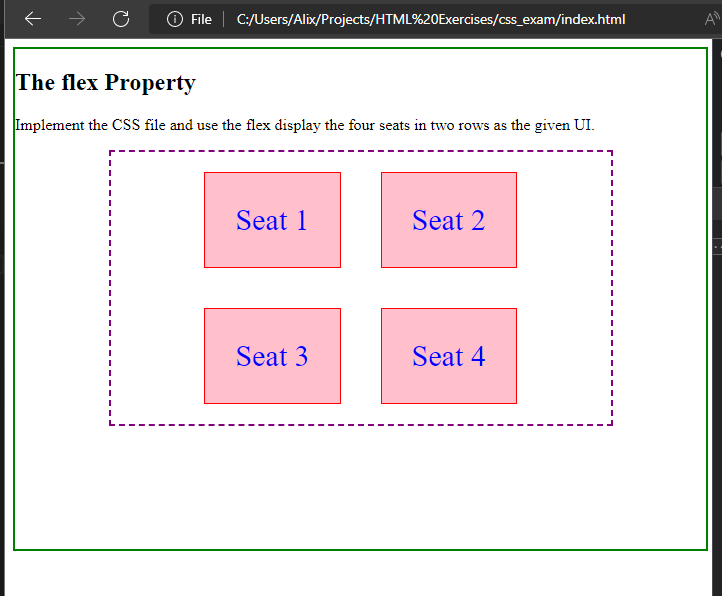 File C:/Users/Alix/Projects/HTML%20Exercises/css_exam/index.html A
The flex Property
Implement the CSS file and use the flex display the four seats in two rows as the given UI.
Seat 1 Seat 2
Seat 3 Seat 4